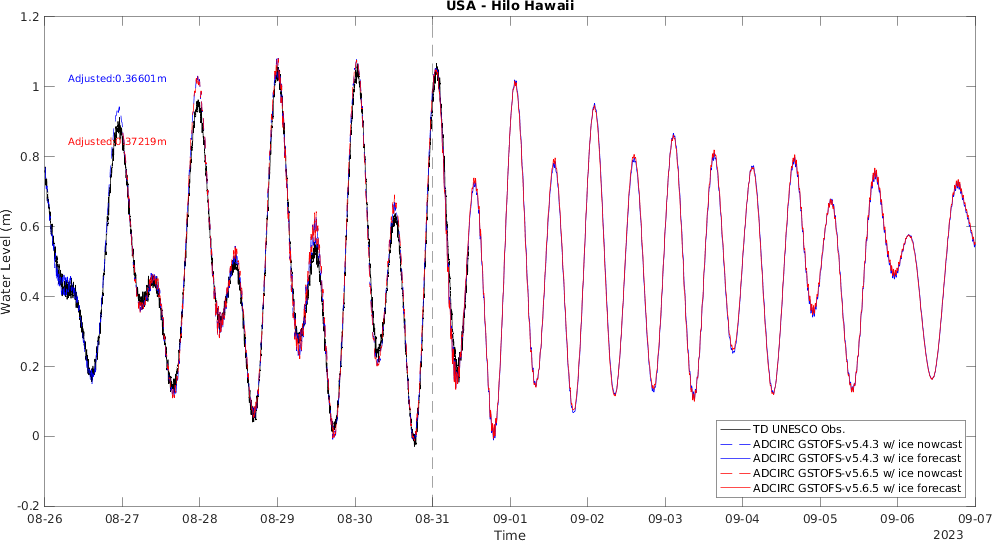 USA - Hilo Hawaii
1.2
1
0.8
0.6
0.4
0.2
0
-0.2
Water Level (m)
Adjusted:0.36601m
Adjusted:0.37219m
TD UNESCO Obs.
ADCIRC GSTOFS-v5.4.3 w/ ice nowcast
ADCIRC GSTOFS-v5.4.3 w/ ice forecast
ADCIRC GSTOFS-v5.6.5 w/ ice nowcast
ADCIRC GSTOFS-v5.6.5 w/ ice forecast
08-26 08-27 08-28 08-29 08-30 08-31 09-01 09-02 09-03 09-04 09-05 09-06 09-07
Time
2023